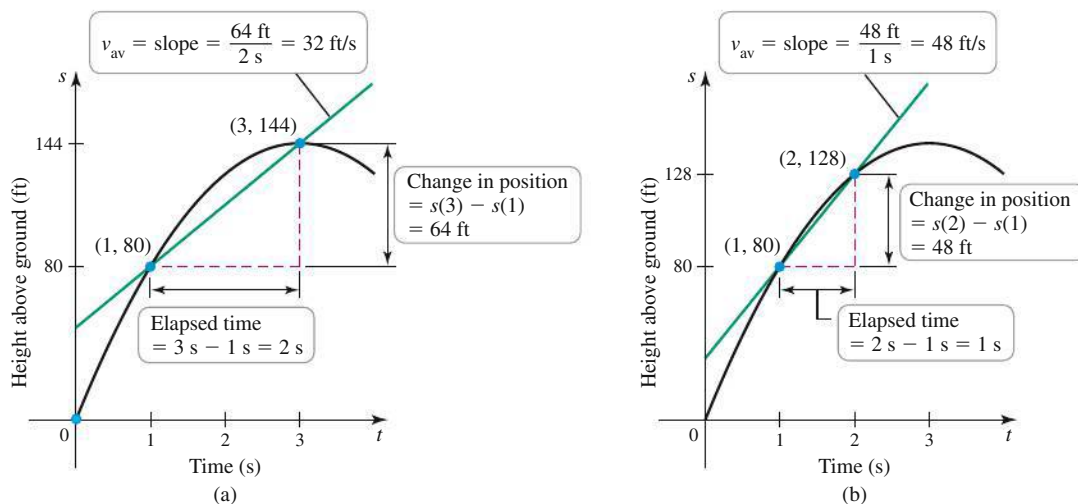 v_av = slope = 64 ft / 2 s = 32 ft/s
s
Height above ground (ft)
144
80
0
(3, 144)
(1, 80)
Change in position
= s(3) − s(1)
= 64 ft
Elapsed time
= 3 s − 1 s = 2 s
1
2
3
t
Time (s)
(a)
v_av = slope = 48 ft / 1 s = 48 ft/s
s
Height above ground (ft)
128
80
0
(2, 128)
(1, 80)
Change in position
= s(2) − s(1)
= 48 ft
Elapsed time
= 2 s − 1 s = 1 s
1
2
3
t
Time (s)
(b)